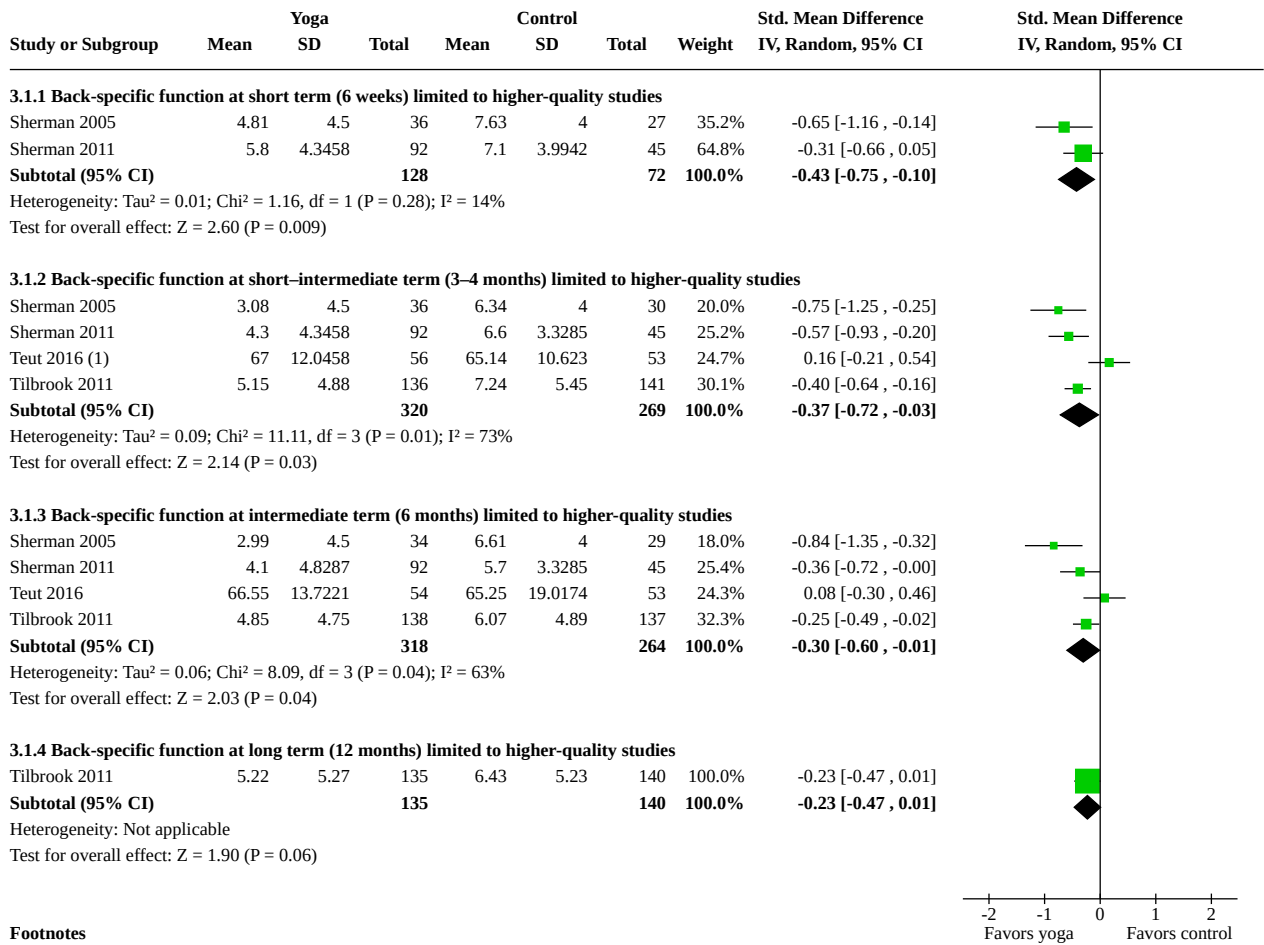 Yoga Control Std. Mean Difference Std. Mean Difference
Study or Subgroup Mean SD Total Mean SD Total Weight IV, Random, 95% CI IV, Random, 95% CI
3.1.1 Back-specific function at short term (6 weeks) limited to higher-quality studies
Sherman 2005 4.81 4.5 36 7.63 4 27 35.2% -0.65 [-1.16 , -0.14]
Sherman 2011 5.8 4.3458 92 7.1 3.9942 45 64.8% -0.31 [-0.66 , 0.05]
Subtotal (95% CI) 128 72 100.0% -0.43 [-0.75 , -0.10]
Heterogeneity: Tau² = 0.01; Chi² = 1.16, df = 1 (P = 0.28); I² = 14%
Test for overall effect: Z = 2.60 (P = 0.009)
3.1.2 Back-specific function at short–intermediate term (3–4 months) limited to higher-quality studies
Sherman 2005 3.08 4.5 36 6.34 4 30 20.0% -0.75 [-1.25 , -0.25]
Sherman 2011 4.3 4.3458 92 6.6 3.3285 45 25.2% -0.57 [-0.93 , -0.20]
Teut 2016 (1) 67 12.0458 56 65.14 10.623 53 24.7% 0.16 [-0.21 , 0.54]
Tilbrook 2011 5.15 4.88 136 7.24 5.45 141 30.1% -0.40 [-0.64 , -0.16]
Subtotal (95% CI) 320 269 100.0% -0.37 [-0.72 , -0.03]
Heterogeneity: Tau² = 0.09; Chi² = 11.11, df = 3 (P = 0.01); I² = 73%
Test for overall effect: Z = 2.14 (P = 0.03)
3.1.3 Back-specific function at intermediate term (6 months) limited to higher-quality studies
Sherman 2005 2.99 4.5 34 6.61 4 29 18.0% -0.84 [-1.35 , -0.32]
Sherman 2011 4.1 4.8287 92 5.7 3.3285 45 25.4% -0.36 [-0.72 , -0.00]
Teut 2016 66.55 13.7221 54 65.25 19.0174 53 24.3% 0.08 [-0.30 , 0.46]
Tilbrook 2011 4.85 4.75 138 6.07 4.89 137 32.3% -0.25 [-0.49 , -0.02]
Subtotal (95% CI) 318 264 100.0% -0.30 [-0.60 , -0.01]
Heterogeneity: Tau² = 0.06; Chi² = 8.09, df = 3 (P = 0.04); I² = 63%
Test for overall effect: Z = 2.03 (P = 0.04)
3.1.4 Back-specific function at long term (12 months) limited to higher-quality studies
Tilbrook 2011 5.22 5.27 135 6.43 5.23 140 100.0% -0.23 [-0.47 , 0.01]
Subtotal (95% CI) 135 140 100.0% -0.23 [-0.47 , 0.01]
Heterogeneity: Not applicable
Test for overall effect: Z = 1.90 (P = 0.06)
-2 -1 0 1 2
Footnotes Favors yoga Favors control